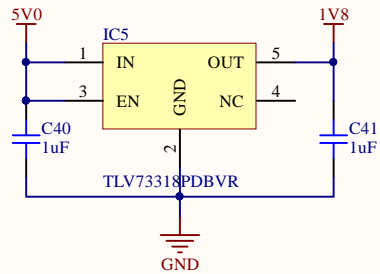 5V0
1V8
IC5
1
IN
OUT
5
3
EN
GND
NC
4
2
C40
1uF
C41
1uF
TLV73318PDBVR
GND